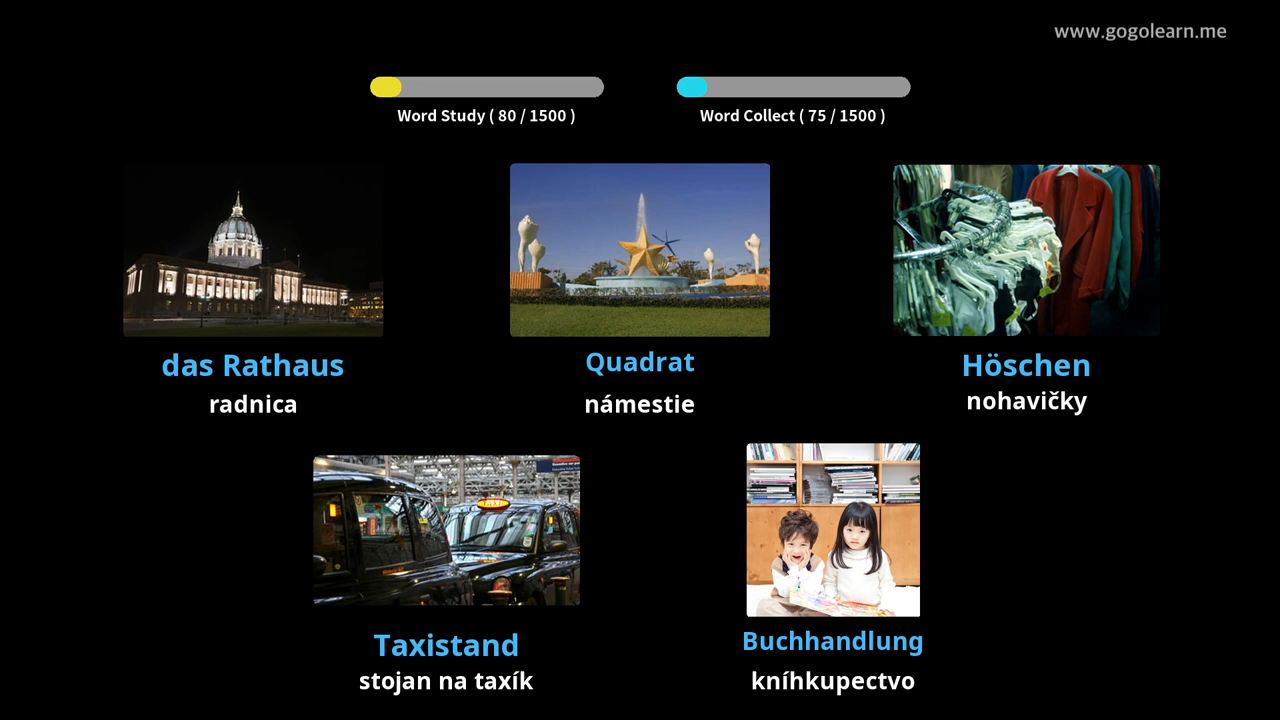 www.gogolearn.me
Word Study ( 80 / 1500 )
Word Collect ( 75 / 1500 )
das Rathaus
radnica
Quadrat
námestie
Höschen
nohavičky
TAXI
Taxistand
stojan na taxík
Buchhandlung
kníhkupectvo